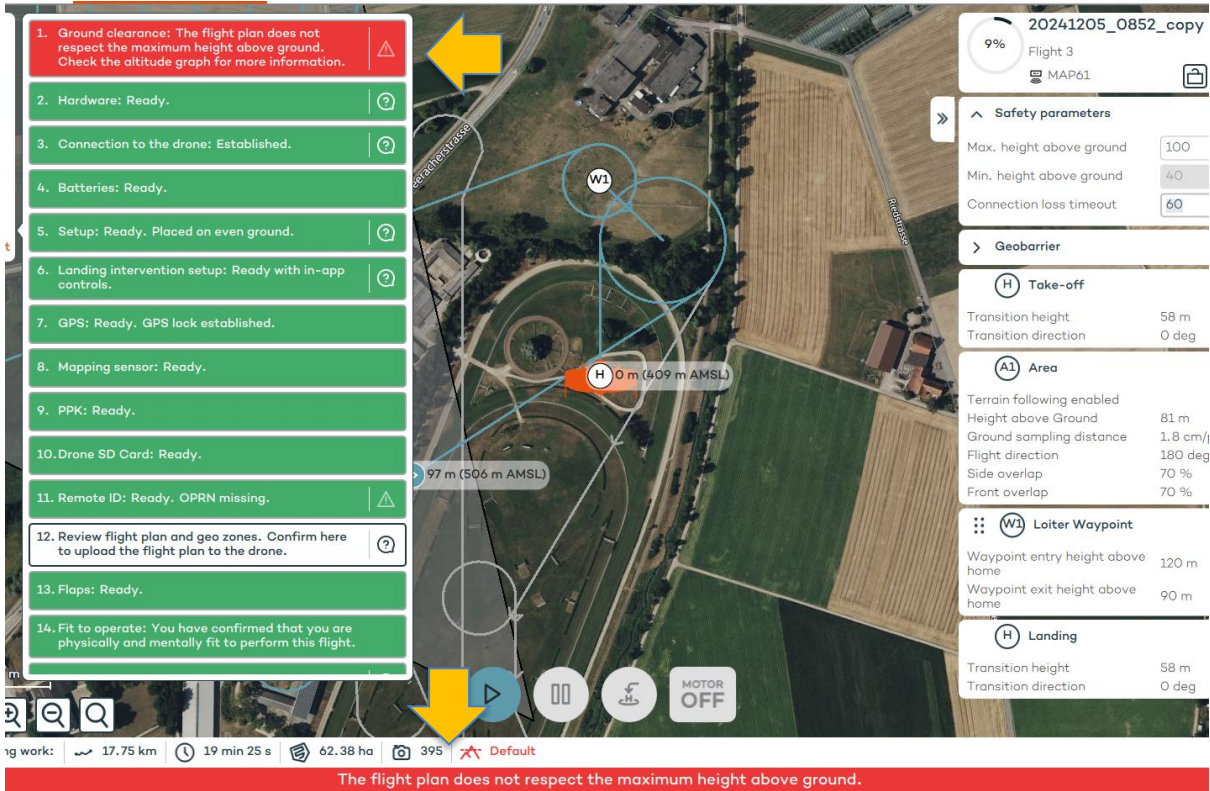 1. Ground clearance: The flight plan does not
respect the maximum height above ground.
Check the altitude graph for more information.
2. Hardware: Ready.
3. Connection to the drone: Established.
4. Batteries: Ready.
5. Setup: Ready. Placed on even ground.
6. Landing intervention setup: Ready with in-app
controls.
7. GPS: Ready. GPS lock established.
8. Mapping sensor: Ready.
9. PPK: Ready.
10. Drone SD Card: Ready.
11. Remote ID: Ready. OPRN missing.
12. Review flight plan and geo zones. Confirm here
to upload the flight plan to the drone.
13. Flaps: Ready.
14. Fit to operate: You have confirmed that you are
physically and mentally fit to perform this flight.
t
m
eeracherstrasse
Riedstrasse
W1
H 0 m (409 m AMSL)
97 m (506 m AMSL)
MOTOR
OFF
9%
20241205_0852_copy
Flight 3
MAP61
Safety parameters
Max. height above ground 100
Min. height above ground 40
Connection loss timeout 60
Geobarrier
H Take-off
Transition height 58 m
Transition direction 0 deg
A1 Area
Terrain following enabled
Height above Ground 81 m
Ground sampling distance 1.8 cm/
Flight direction 180 deg
Side overlap 70 %
Front overlap 70 %
W1 Loiter Waypoint
Waypoint entry height above
home 120 m
Waypoint exit height above
home 90 m
H Landing
Transition height 58 m
Transition direction 0 deg
ng work: 17.75 km 19 min 25 s 62.38 ha 395 Default
The flight plan does not respect the maximum height above ground.